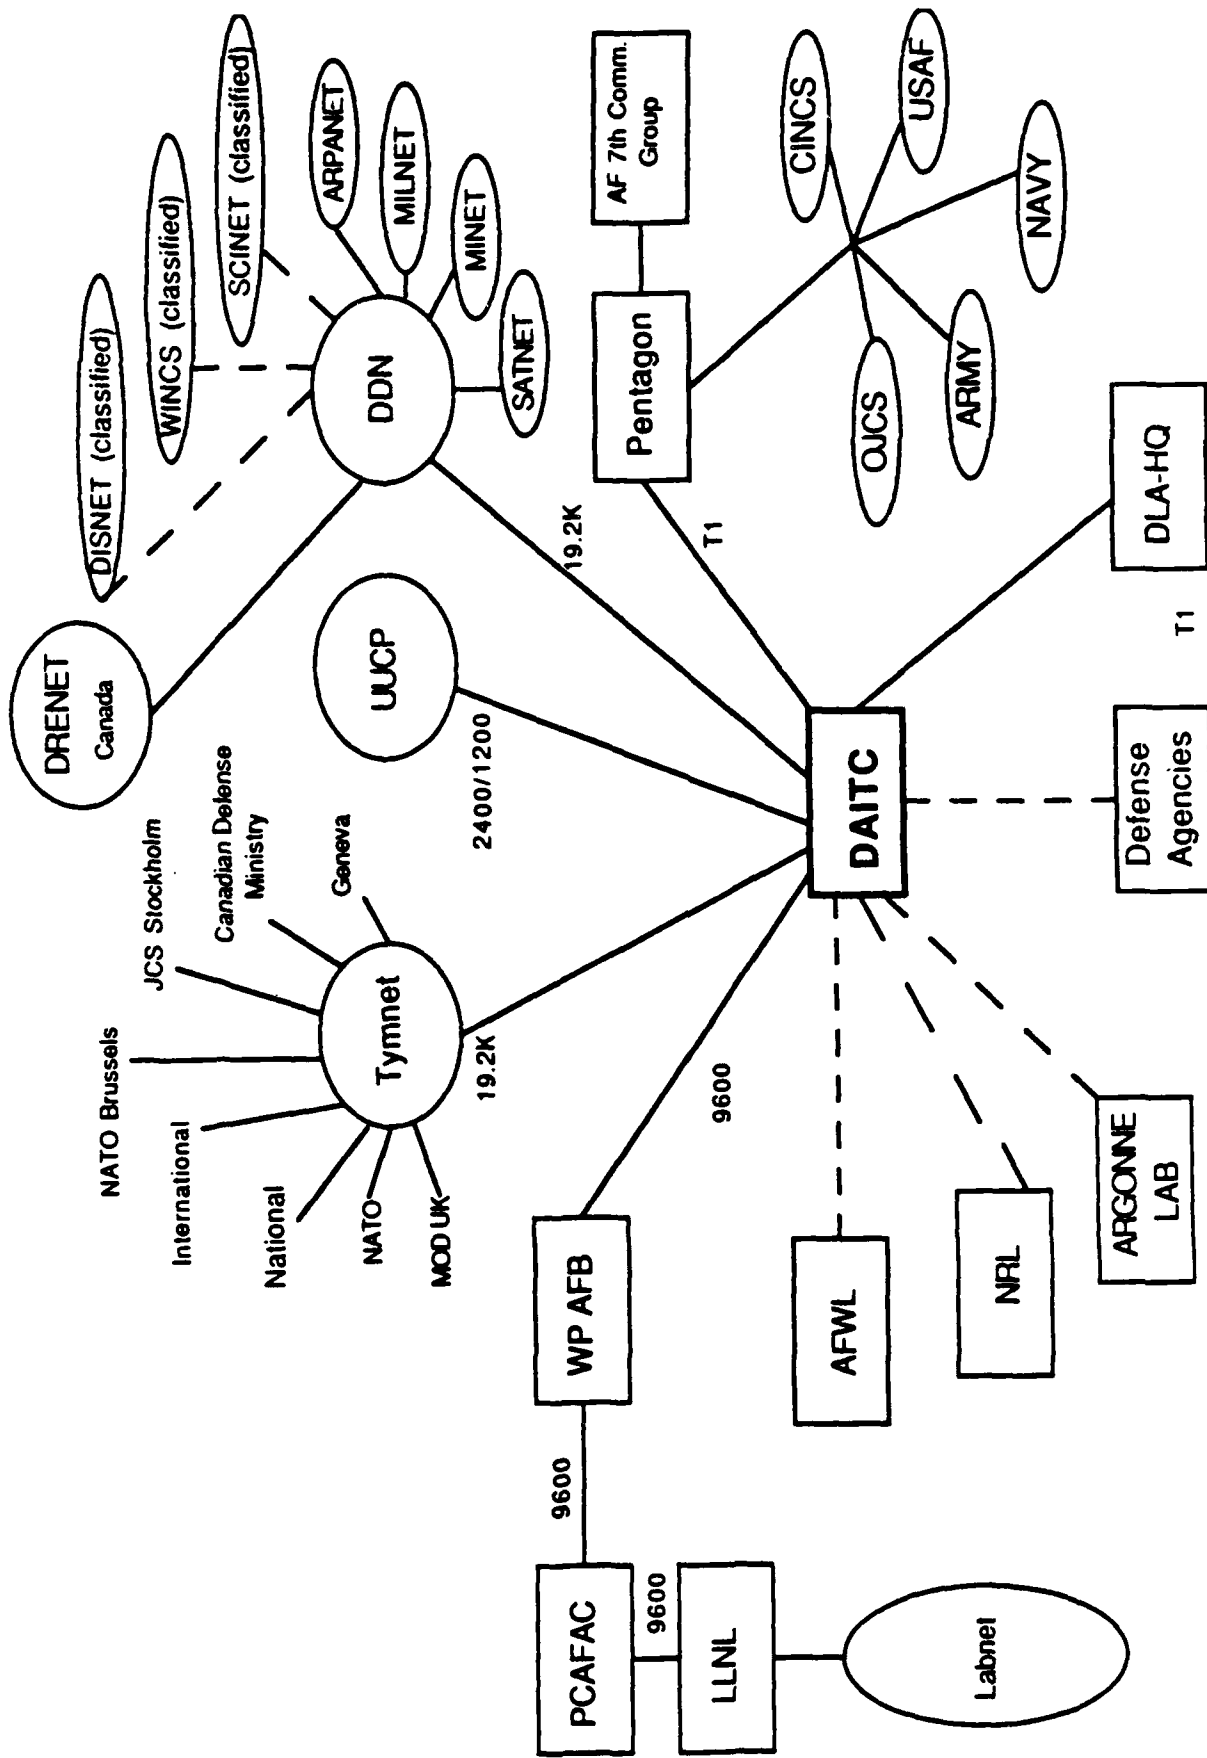 DRENET
Canada
DISNET (classified)
WINCS (classified)
SCINET (classified)
ARPANET
MILNET
MINET
SATNET
DDN
UUCP
2400/1200
19.2K
NATO Brussels
JCS Stockholm
Canadian Defense
Ministry
Geneva
International
National
NATO
MOD UK
Tymnet
19.2K
AF 7th Comm.
Group
Pentagon
T1
CINCS
USAF
NAVY
ARMY
OJCS
DLA-HQ
T1
Defense
Agencies
DAITC
9600
WP AFB
9600
PCAFAC
9600
LLNL
Labnet
AFWL
NRL
ARGONNE
LAB